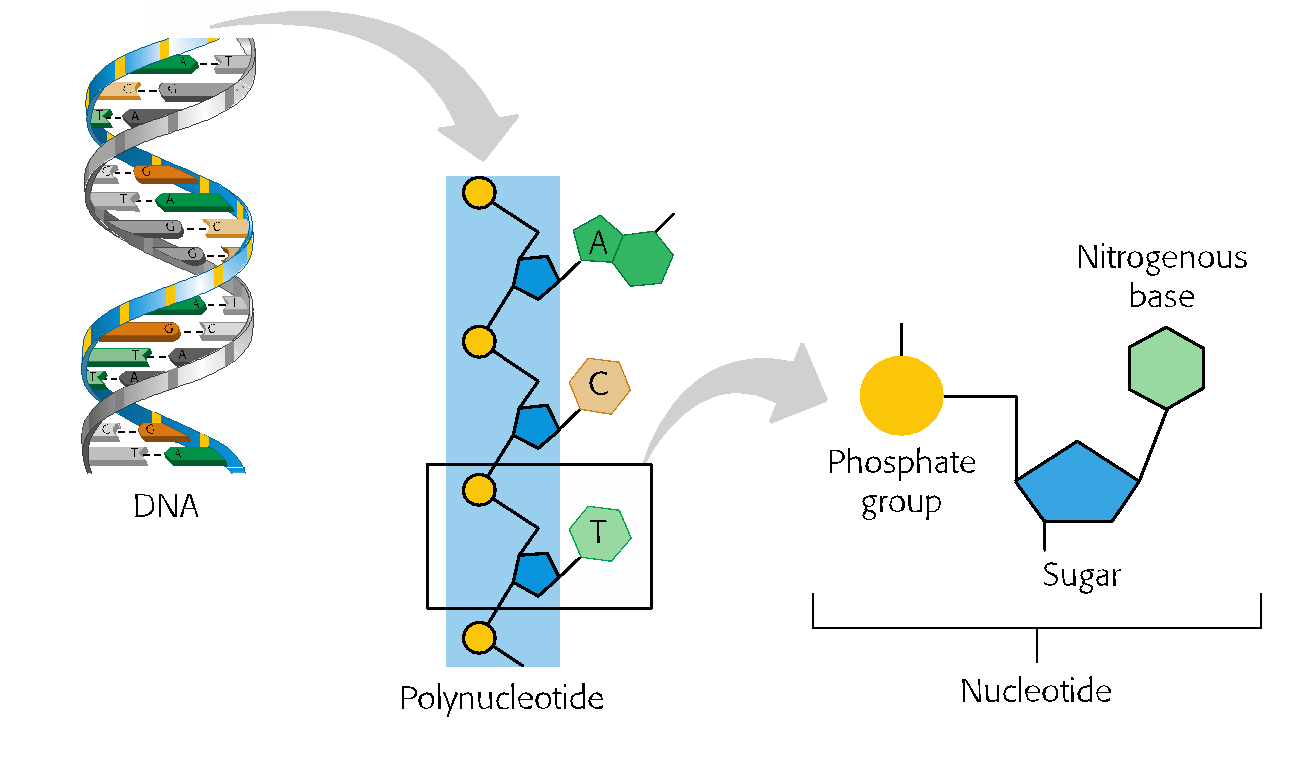 A T
C G
T A
G
T A
G C
G
A T
G C
T A
T A
C G
T A
DNA
A
C
T
Polynucleotide
Nitrogenous
base
Phosphate
group
Sugar
Nucleotide